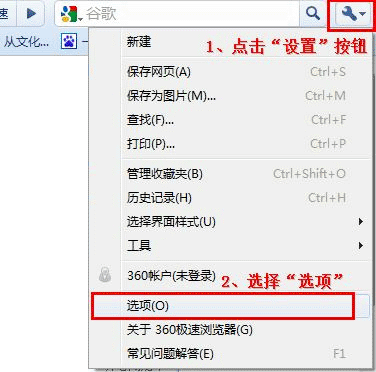 速 谷歌
从文化... 一
新建
1、点击“设置”按钮
保存网页(A) Ctrl+S
保存为图片(M)... Ctrl+M
查找(F)... Ctrl+F
打印(P)... Ctrl+P
管理收藏夹(B) Ctrl+Shift+O
历史记录(H) Ctrl+H
选择界面样式(U)
工具
360帐户(未登录)
2、选择“选项”
选项(O)
关于 360极速浏览器(G)
常见问题解答(E) F1